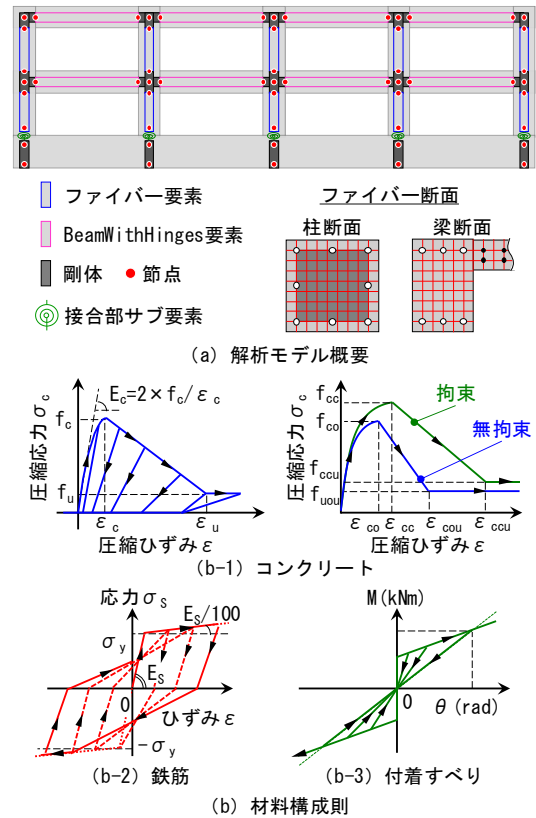 ファイバー要素
BeamWithHinges要素
剛体 節点
接合部サブ要素
ファイバー断面
柱断面 梁断面
(a) 解析モデル概要
圧縮応力σc
Ec=2×fc/εc
fc
fu
εc εu
圧縮ひずみε
圧縮応力σc
fcc
fco
fccu
fuou
拘束
無拘束
εco εcc εcou εccu
圧縮ひずみε
(b-1) コンクリート
応力σS
ES/100
σy
ES
0
ひずみε
-σy
(b-2) 鉄筋
M(kNm)
0
θ(rad)
(b-3) 付着すべり
(b) 材料構成則